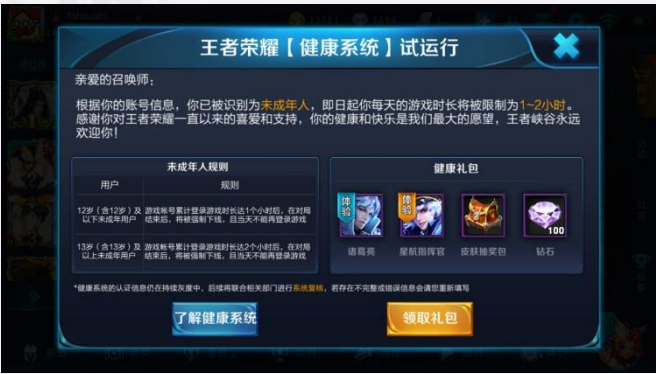 王者荣耀【健康系统】试运行
亲爱的召唤师：
根据你的账号信息，你已被识别为未成年人，即日起你每天的游戏时长将被限制为1~2小时。
感谢你对王者荣耀一直以来的喜爱和支持，你的健康和快乐是我们最大的愿望，王者峡谷永远
欢迎你！
未成年人规则
用户 规则
12岁（含12岁）及以下未成年用户 游戏帐号累计登录游戏时长达1个小时后，在对局
结束后，将被强制下线，且当天不能再登录游戏
13岁（含13岁）及以上未成年用户 游戏帐号累计登录游戏时长达2个小时后，在对局
结束后，将被强制下线，且当天不能再登录游戏
健康礼包
体验 体验 100
诸葛亮 星航指挥官 皮肤抽奖包 钻石
*健康系统的认证信息仍在持续灰度中，后续将联合相关部门进行系统复核，若存在不完整或错误信息会请您重新填写
了解健康系统 领取礼包